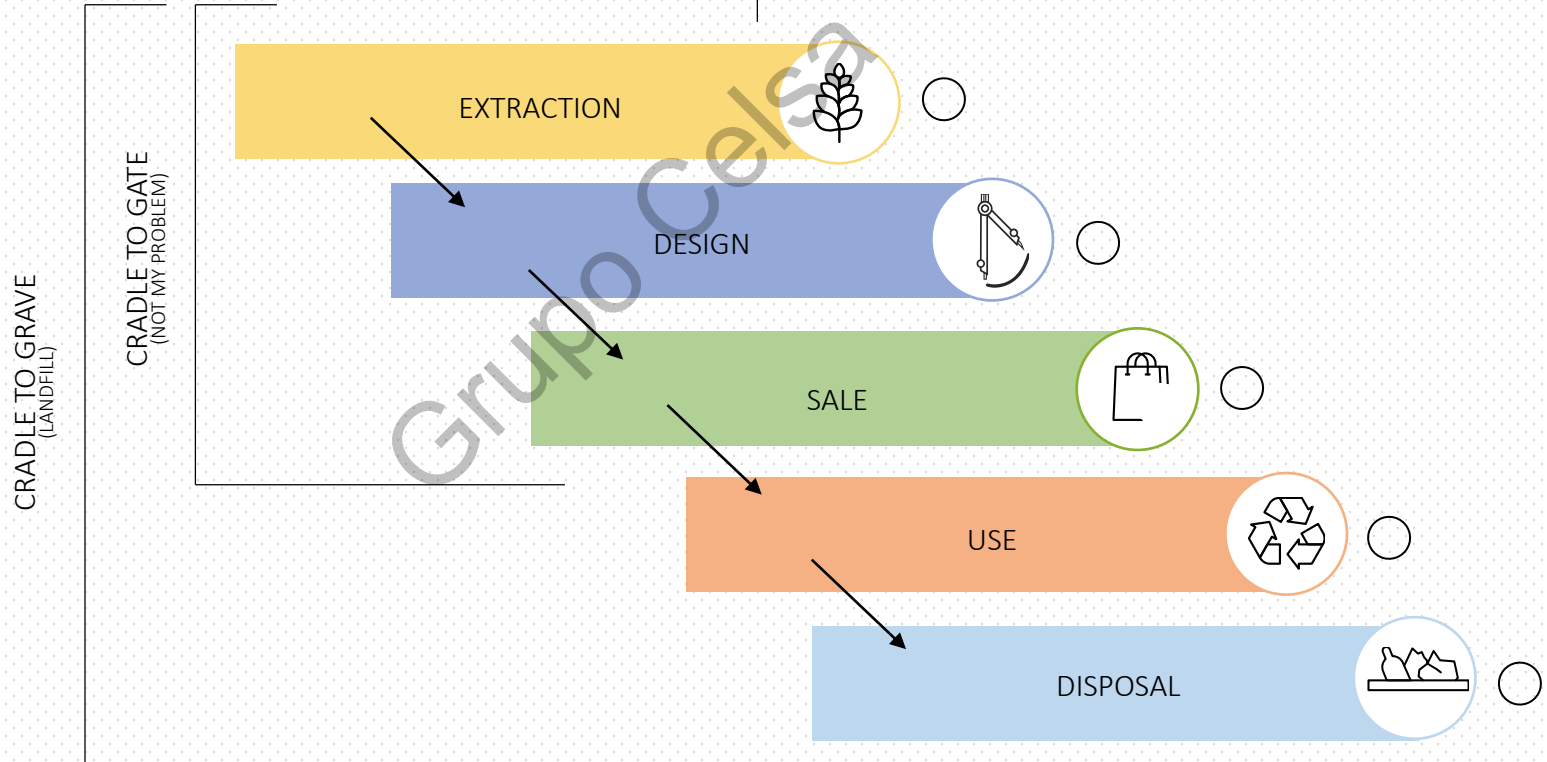 CRADLE TO GRAVE
(LANDFILL)
CRADLE TO GATE
(NOT MY PROBLEM)
EXTRACTION
DESIGN
SALE
USE
DISPOSAL
Grupo Celsa